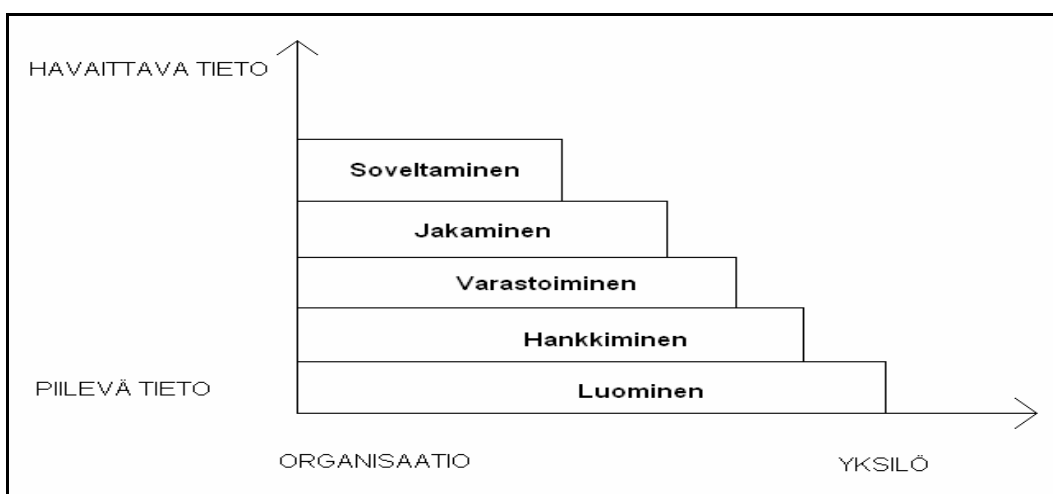 HAVAITTAVA TIETO
Soveltaminen
Jakaminen
Varastoiminen
Hankkiminen
PIILEVÄ TIETO
Luominen
ORGANISAATIO
YKSILÖ